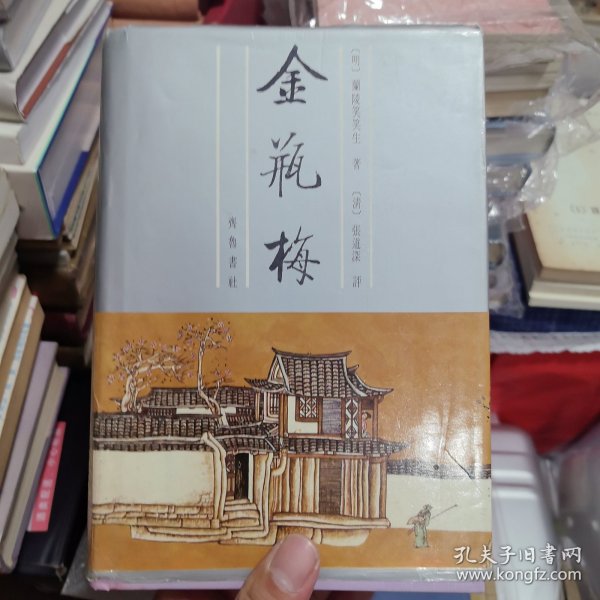 〔明〕蘭陵笑笑生 著 〔清〕張道深 評
金瓶梅
齊魯書社
孔夫子旧书网
www.kongfz.com